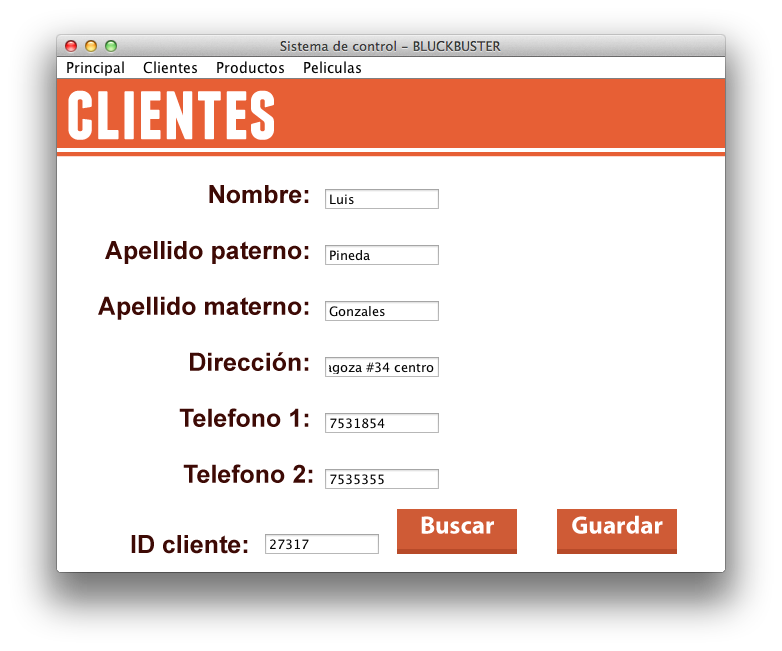 Sistema de control – BLUCKBUSTER
Principal Clientes Productos Peliculas
CLIENTES
Nombre: Luis
Apellido paterno: Pineda
Apellido materno: Gonzales
Dirección: agoza #34 centro
Telefono 1: 7531854
Telefono 2: 7535355
ID cliente: 27317 Buscar Guardar